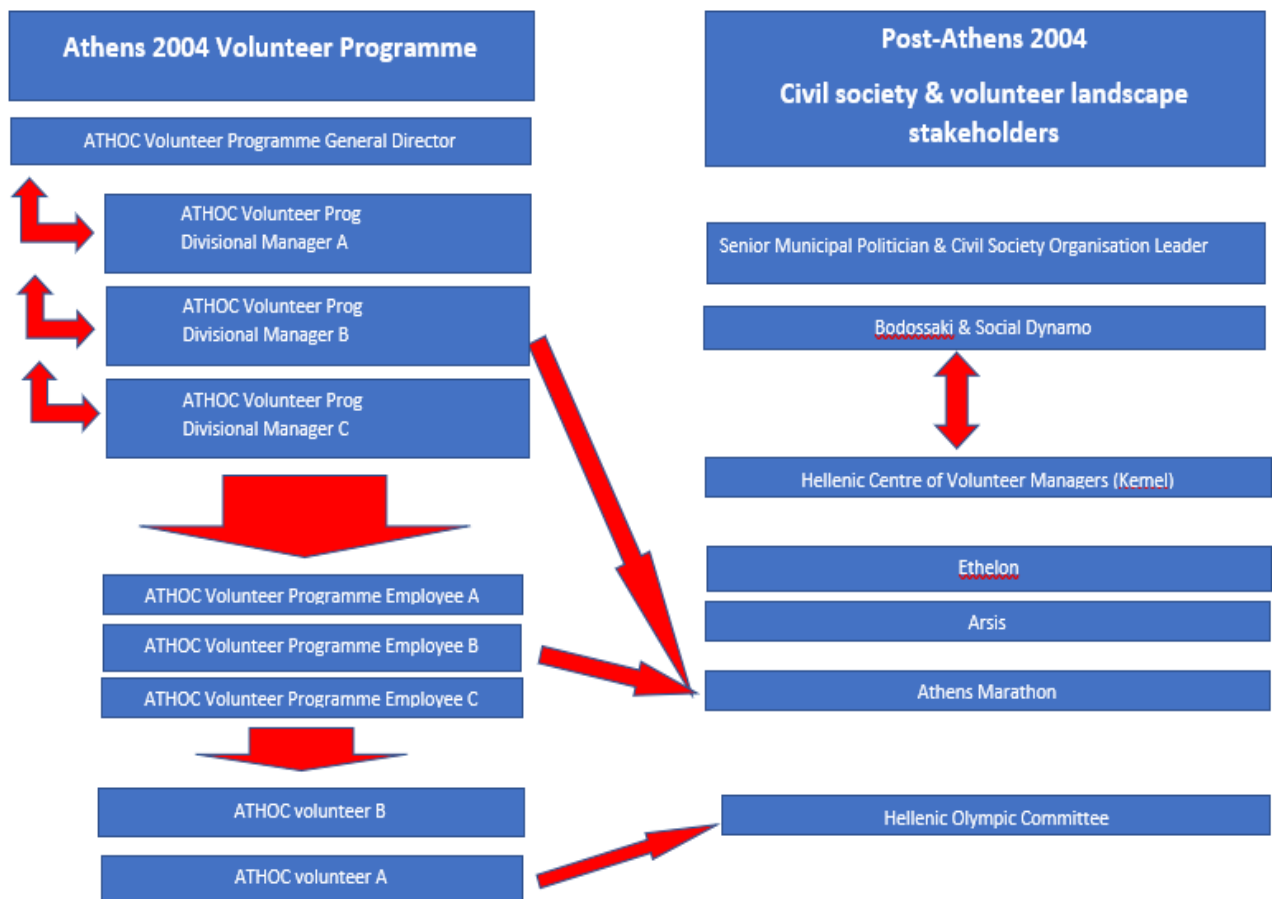 Athens 2004 Volunteer Programme
ATHOC Volunteer Programme General Director
ATHOC Volunteer Prog
Divisional Manager A
ATHOC Volunteer Prog
Divisional Manager B
ATHOC Volunteer Prog
Divisional Manager C
ATHOC Volunteer Programme Employee A
ATHOC Volunteer Programme Employee B
ATHOC Volunteer Programme Employee C
ATHOC volunteer B
ATHOC volunteer A
Post-Athens 2004
Civil society & volunteer landscape
stakeholders
Senior Municipal Politician & Civil Society Organisation Leader
Bodossaki & Social Dynamo
Hellenic Centre of Volunteer Managers (Kemel)
Ethelon
Arsis
Athens Marathon
Hellenic Olympic Committee